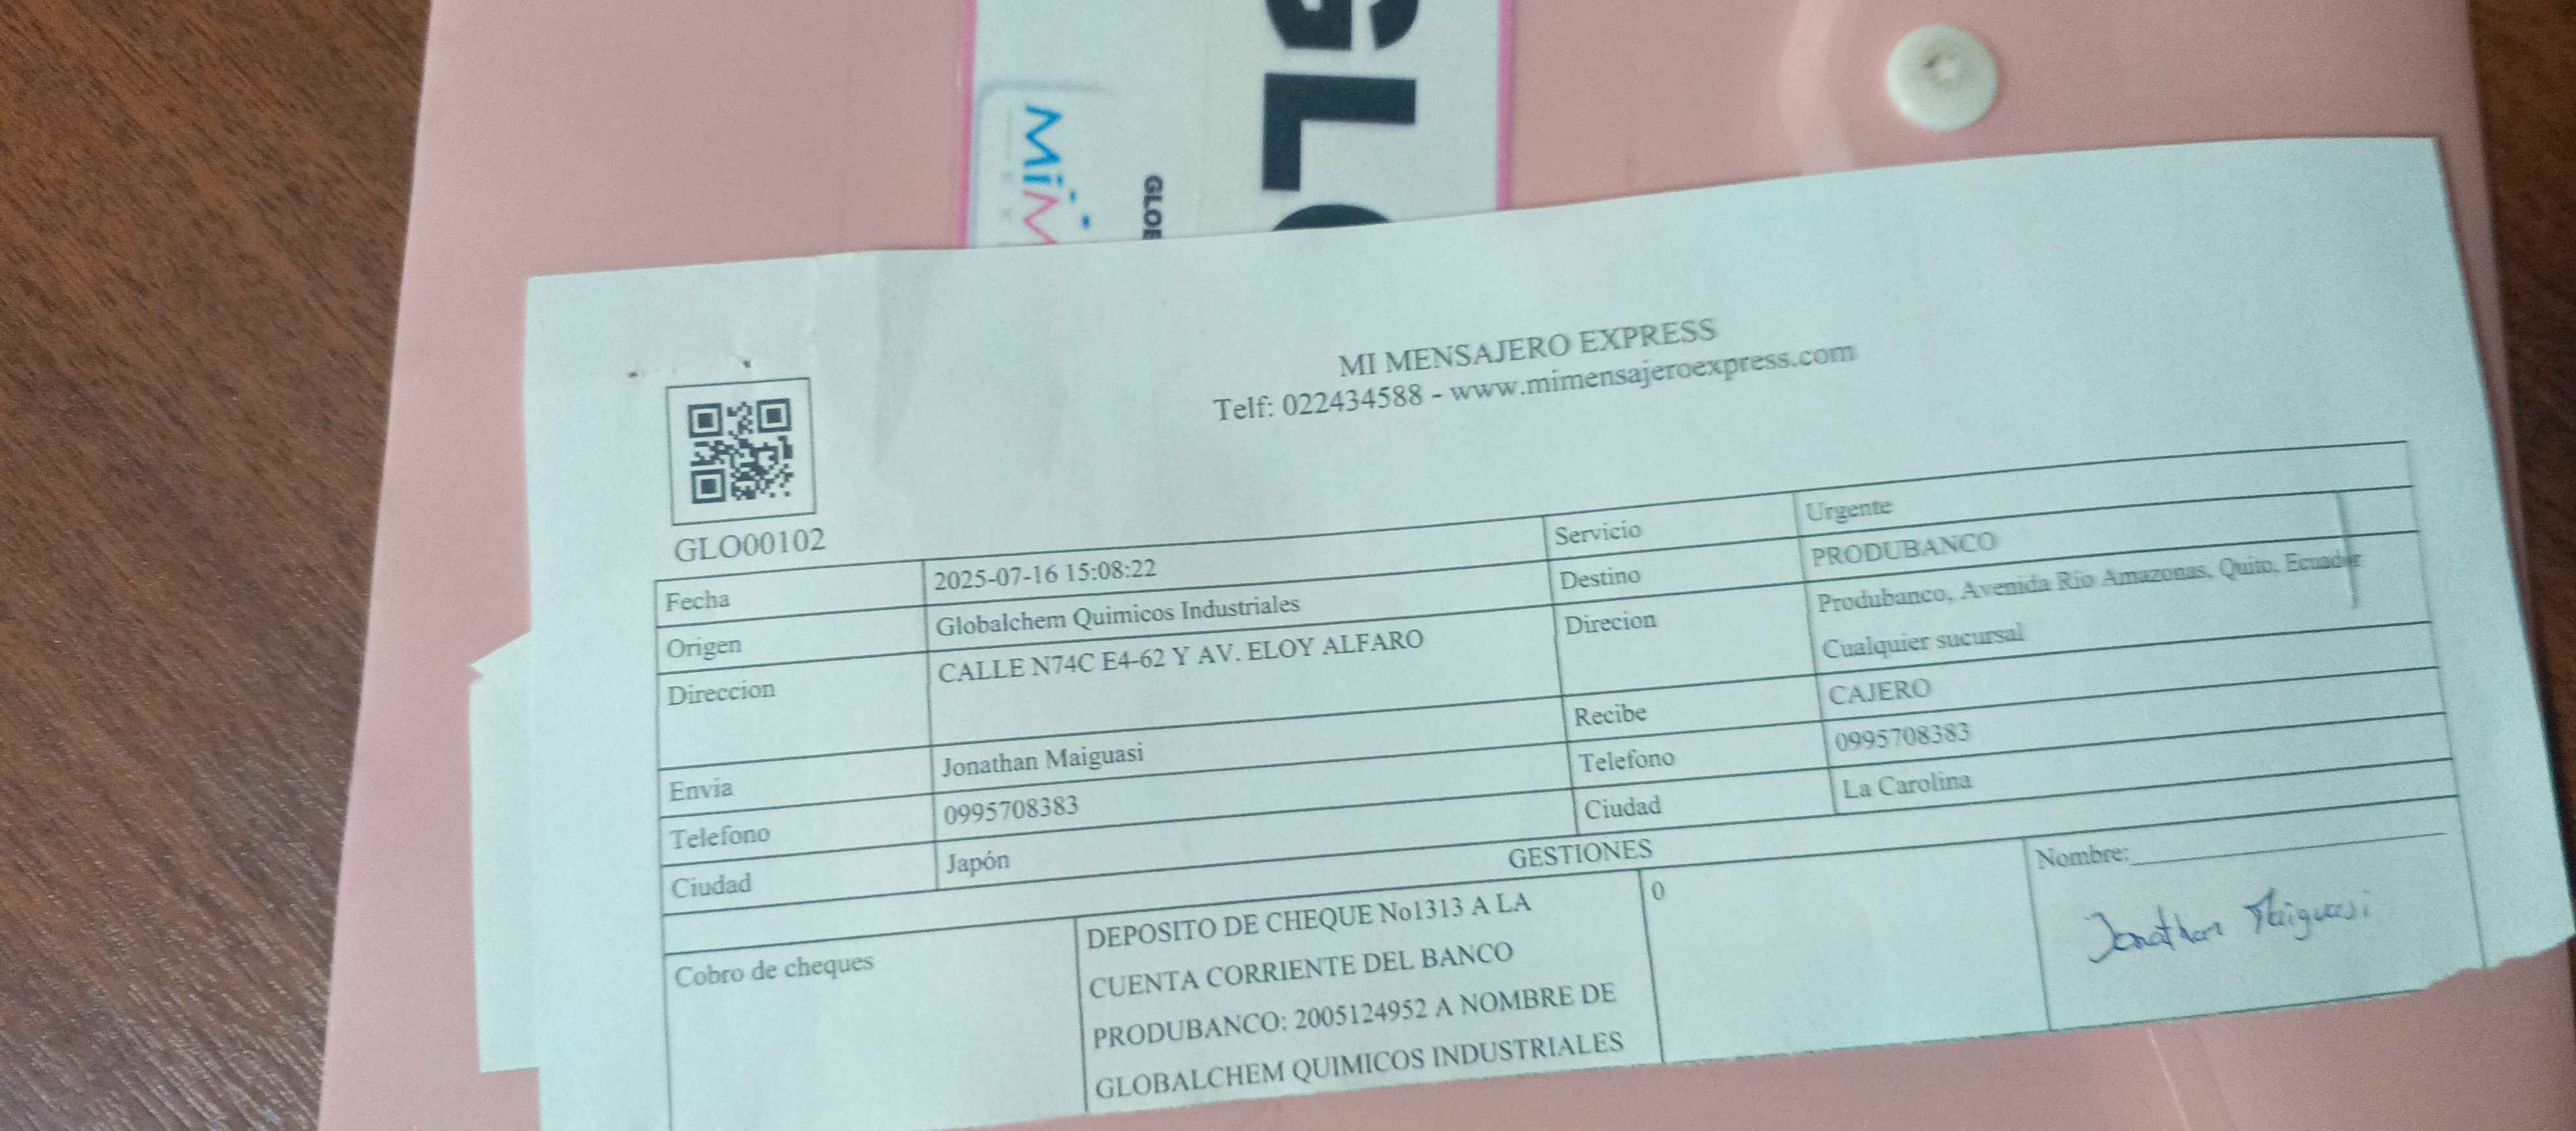 GLO
MiM
GLOB
MI MENSAJERO EXPRESS
Telf: 022434588 - www.mimensajeroexpress.com
GLO00102
Fecha 2025-07-16 15:08:22 Servicio Urgente
Origen Globalchem Quimicos Industriales Destino PRODUBANCO
Direccion CALLE N74C E4-62 Y AV. ELOY ALFARO Direcion Produbanco, Avenida Río Amazonas, Quito, Ecuador
Cualquier sucursal
Envia Jonathan Maiguasi Recibe CAJERO
Telefono 0995708383 Telefono 0995708383
Ciudad Japón Ciudad La Carolina
GESTIONES
Cobro de cheques DEPOSITO DE CHEQUE No1313 A LA 0 Nombre:
CUENTA CORRIENTE DEL BANCO Jonathan Maiguasi
PRODUBANCO: 2005124952 A NOMBRE DE
GLOBALCHEM QUIMICOS INDUSTRIALES